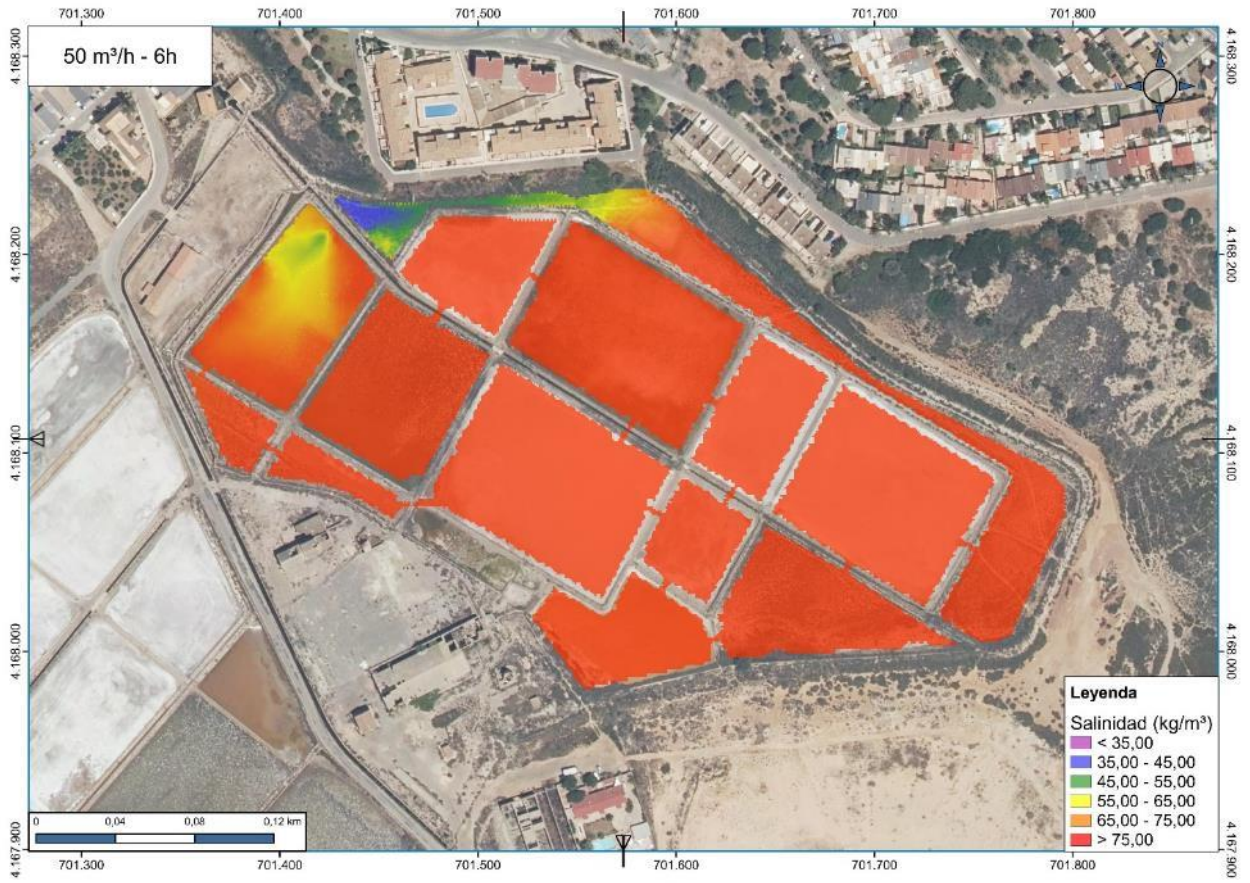 701.300 701.400 701.500 701.600 701.700 701.800
50 m³/h - 6h
4.168.300 4.168.300
4.168.200 4.168.200
4.168.100 4.168.100
4.168.000 4.168.000
4.167.900 4.167.900
Leyenda
Salinidad (kg/m³)
< 35,00
35,00 - 45,00
45,00 - 55,00
55,00 - 65,00
65,00 - 75,00
> 75,00
0 0,04 0,08 0,12 km
701.300 701.400 701.500 701.600 701.700 701.800